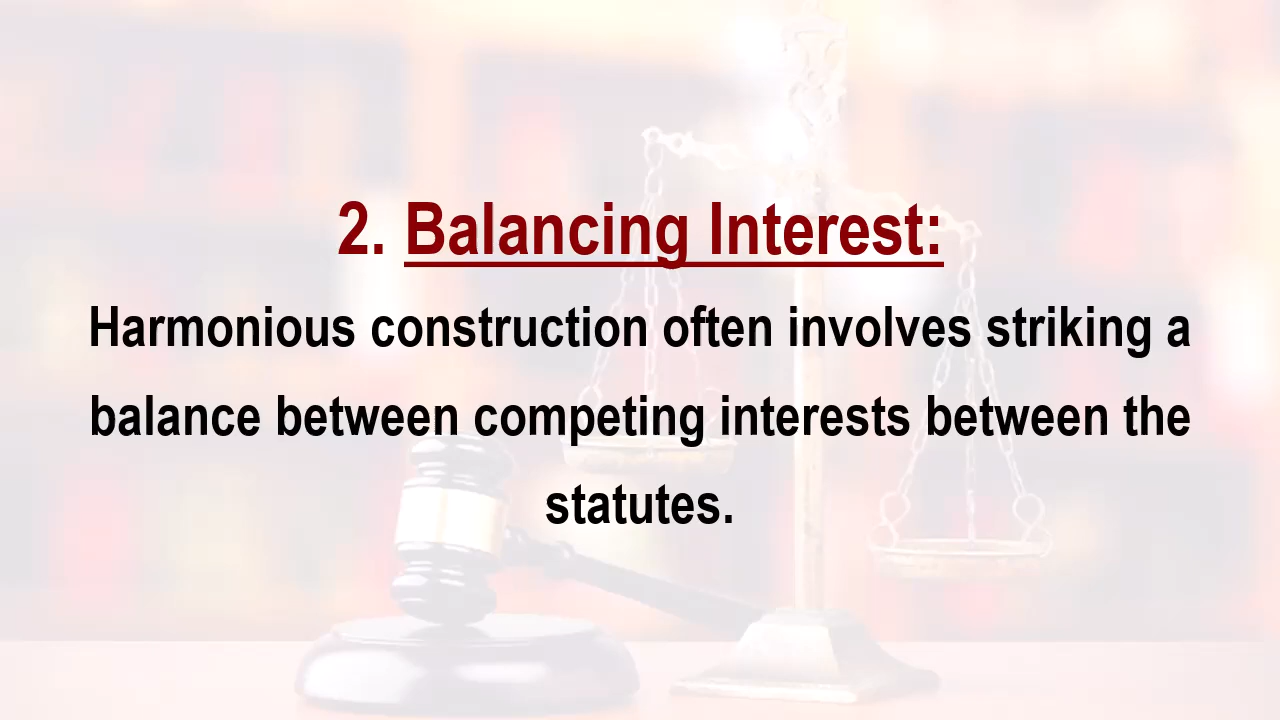 2. Balancing Interest:
Harmonious construction often involves striking a
balance between competing interests between the
statutes.